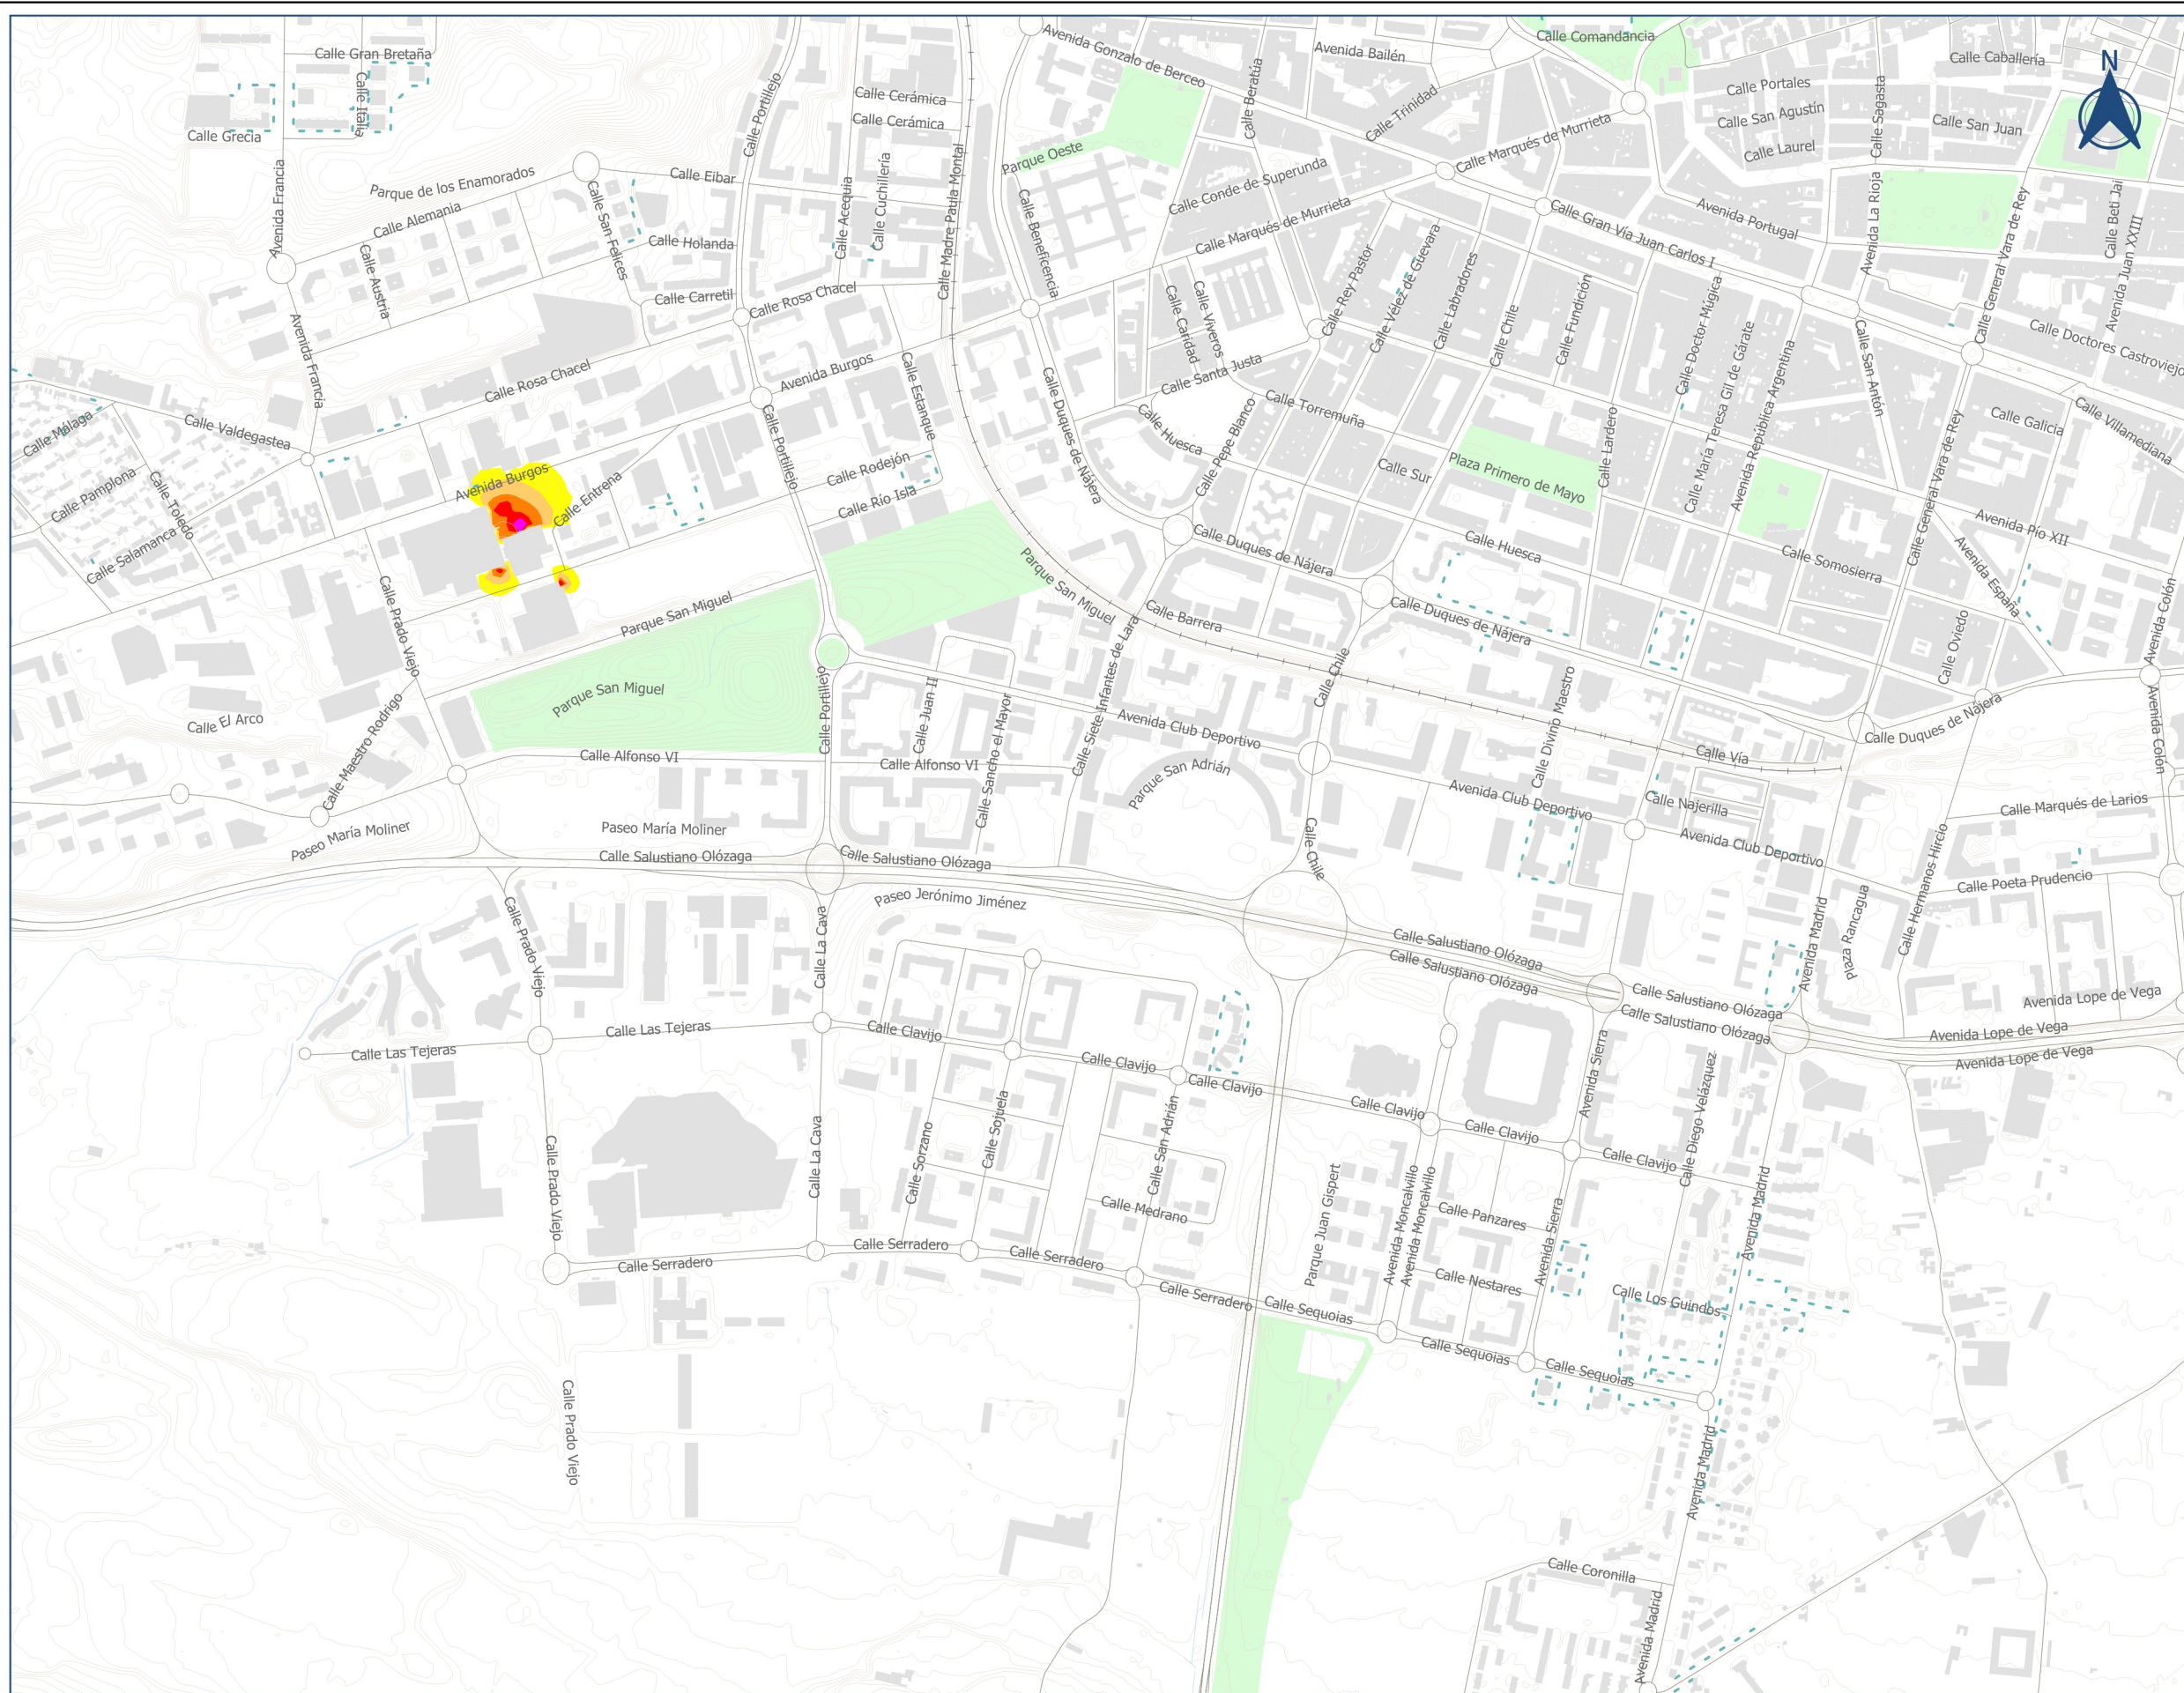 Calle Gran Bretaña
Calle Italia
Calle Grecia
Avenida Francia
Parque de los Enamorados
Calle Alemania
Calle Austria
Calle San Felices
Calle Eibar
Calle Holanda
Calle Carretil
Calle Portillejo
Calle Cerámica
Calle Cerámica
Calle Acequia
Calle Cuchillería
Calle Madre Paula Montal
Calle Rosa Chacel
Avenida Gonzalo de Berceo
Parque Oeste
Calle Beneficencia
Calle Beratúa
Avenida Bailén
Calle Trinidad
Calle Conde de Superunda
Calle Marqués de Murrieta
Calle Marqués de Murrieta
Calle Comandancia
Calle Portales
Calle San Agustín
Calle Laurel
Calle Sagasta
Calle Caballería
Calle San Juan
N
Calle Gran Vía Juan Carlos I
Avenida Portugal
Avenida La Rioja
Calle General Vara de Rey
Calle Beti Jai
Avenida Juan XXIII
Calle Doctores Castroviejo
Avenida Francia
Calle Rosa Chacel
Avenida Burgos
Calle Estanque
Calle Caridad
Calle Viveros
Calle Santa Justa
Calle Rey Pastor
Calle Vélez de Guevara
Calle Labradores
Calle Chile
Calle Fundición
Calle Doctor Múgica
Calle María Teresa Gil de Gárate
Avenida República Argentina
Calle San Antón
Calle Galicia
Calle Villamediana
Calle Málaga
Calle Valdegastea
Calle Pamplona
Calle Toledo
Calle Salamanca
Avenida Burgos
Calle Entrena
Calle Portillejo
Calle Rodejón
Calle Río Isla
Calle Duques de Nájera
Calle Huesca
Calle Pepe Blanco
Calle Torremuña
Calle Sur
Plaza Primero de Mayo
Calle Lardero
Calle General Vara de Rey
Avenida Pío XII
Calle Somosierra
Avenida España
Calle Oviedo
Avenida Colón
Calle Prado Viejo
Parque San Miguel
Parque San Miguel
Parque San Miguel
Calle Barrera
Calle Duques de Nájera
Calle Huesca
Calle Duques de Nájera
Calle Chile
Calle Divino Maestro
Calle Vía
Calle Duques de Nájera
Avenida Colón
Calle El Arco
Calle Maestro Rodrigo
Calle Alfonso VI
Calle Portillejo
Calle Juan II
Calle Alfonso VI
Calle Sancho el Mayor
Calle Siete Infantes de Lara
Avenida Club Deportivo
Parque San Adrián
Avenida Club Deportivo
Calle Najerilla
Avenida Club Deportivo
Calle Marqués de Larios
Calle Hermanos Hircio
Calle Poeta Prudencio
Paseo María Moliner
Paseo María Moliner
Calle Salustiano Olózaga
Calle Salustiano Olózaga
Paseo Jerónimo Jiménez
Calle Chile
Calle Prado Viejo
Calle La Cava
Calle Salustiano Olózaga
Calle Salustiano Olózaga
Calle Salustiano Olózaga
Calle Salustiano Olózaga
Avenida Madrid
Plaza Rancagua
Avenida Lope de Vega
Avenida Lope de Vega
Avenida Lope de Vega
Calle Las Tejeras
Calle Las Tejeras
Calle Clavijo
Calle Clavijo
Calle Clavijo
Calle Clavijo
Calle Clavijo
Calle Clavijo
Avenida Sierra
Calle Diego Velázquez
Calle Prado Viejo
Calle La Cava
Calle Sorzano
Calle Sojuela
Calle San Adrián
Calle Medrano
Parque Juan Gispert
Avenida Moncalvillo
Avenida Moncalvillo
Calle Panzares
Calle Nestares
Avenida Sierra
Avenida Madrid
Calle Los Guindos
Calle Serradero
Calle Serradero
Calle Serradero
Calle Serradero
Calle Sequoias
Calle Sequoias
Calle Sequoias
Calle Prado Viejo
Avenida Madrid
Calle Coronilla
Avenida Madrid